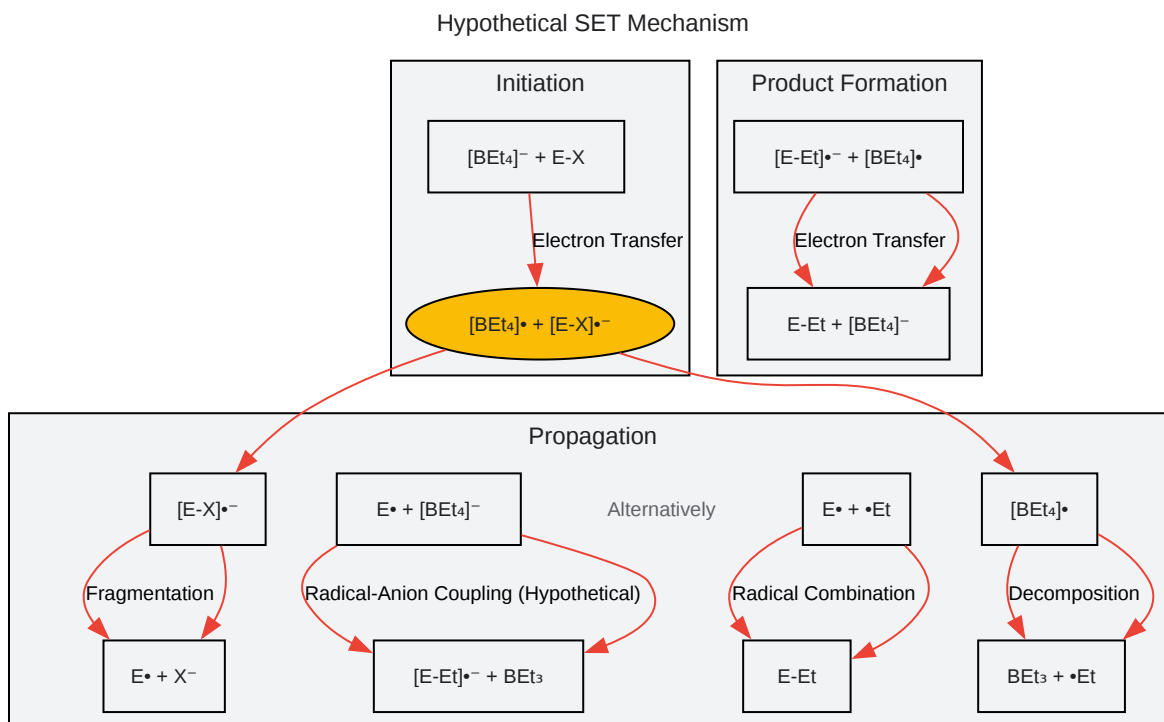 Hypothetical SET Mechanism
Initiation
[BEt₄]⁻ + E-X
Electron Transfer
[BEt₄]• + [E-X]•⁻
Product Formation
[E-Et]•⁻ + [BEt₄]•
Electron Transfer
E-Et + [BEt₄]⁻
Propagation
[E-X]•⁻
Fragmentation
E• + X⁻
E• + [BEt₄]⁻
Radical-Anion Coupling (Hypothetical)
[E-Et]•⁻ + BEt₃
Alternatively
E• + •Et
Radical Combination
E-Et
[BEt₄]•
Decomposition
BEt₃ + •Et